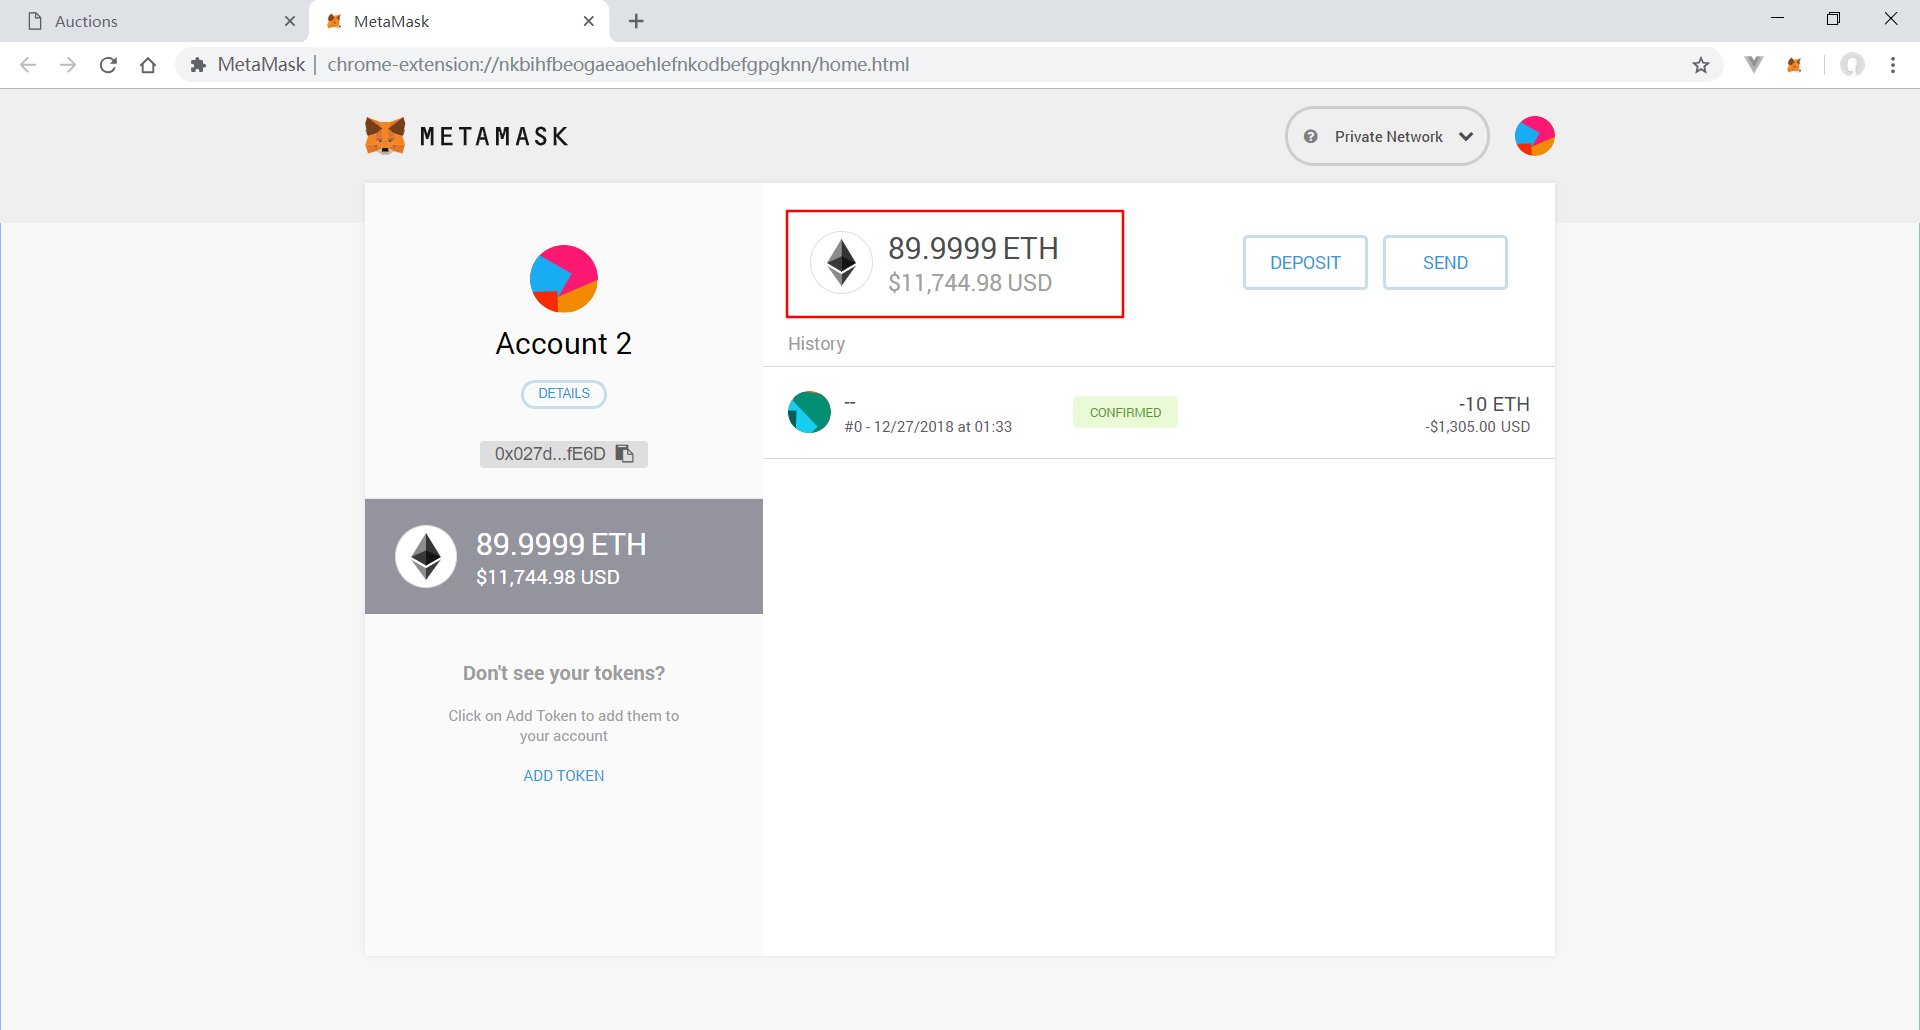 Auctions
MetaMask
MetaMask
chrome-extension://nkbihfbeogaeaoehlefnkodbefgpgknn/home.html
METAMASK
Private Network
Account 2
DETAILS
0x027d...fE6D
89.9999 ETH
$11,744.98 USD
Don't see your tokens?
Click on Add Token to add them to
your account
ADD TOKEN
89.9999 ETH
$11,744.98 USD
DEPOSIT
SEND
History
--
#0 - 12/27/2018 at 01:33
CONFIRMED
-10 ETH
-$1,305.00 USD